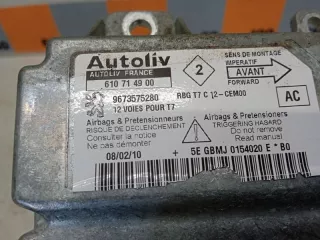 Autoliv
AUTOLIV FRANCE
610 71 49 00
2
SENS DE MONTAGE
IMPERATIF
AVANT
FORWARD
9673575280 RBG T7 C 12-CEM00
12 VOIES POUR T7
AC
Airbags & Pretensionneurs
RISQUE DE DECLENCHEMENT
Consulter la notice
Ne pas démonter
Airbags & Pretensioners
TRIGGERING HAZARD
Do not remove
Read manual
08/02/10 + 5E GBMJ 0154020 E * B0